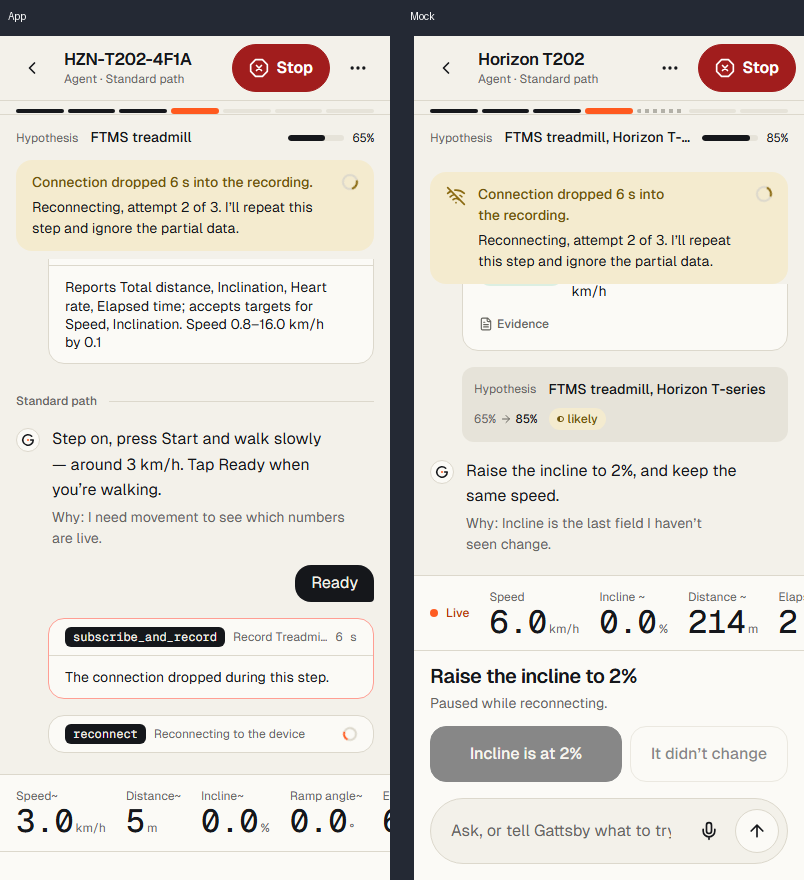 App
HZN-T202-4F1A
Agent · Standard path
Stop
Hypothesis FTMS treadmill 65%
Connection dropped 6 s into the recording.
Reconnecting, attempt 2 of 3. I'll repeat this
step and ignore the partial data.
Reports Total distance, Inclination, Heart
rate, Elapsed time; accepts targets for
Speed, Inclination. Speed 0.8–16.0 km/h
by 0.1
Standard path
Step on, press Start and walk slowly
— around 3 km/h. Tap Ready when
you're walking.
Why: I need movement to see which numbers
are live.
Ready
subscribe_and_record Record Treadmi… 6 s
The connection dropped during this step.
reconnect Reconnecting to the device
Speed~ Distance~ Incline~ Ramp angle~ E
3.0 km/h 5 m 0.0 % 0.0 °
Mock
Horizon T202
Agent · Standard path
Stop
Hypothesis FTMS treadmill, Horizon T-… 85%
Connection dropped 6 s into
the recording.
Reconnecting, attempt 2 of 3. I'll repeat
this step and ignore the partial data.
km/h
Evidence
Hypothesis FTMS treadmill, Horizon T-series
65% → 85% likely
G Raise the incline to 2%, and keep the
same speed.
Why: Incline is the last field I haven't
seen change.
Live
Speed Incline ~ Distance ~ Elaps
6.0 km/h 0.0 % 214 m 2
Raise the incline to 2%
Paused while reconnecting.
Incline is at 2% It didn't change
Ask, or tell Gattsby what to try